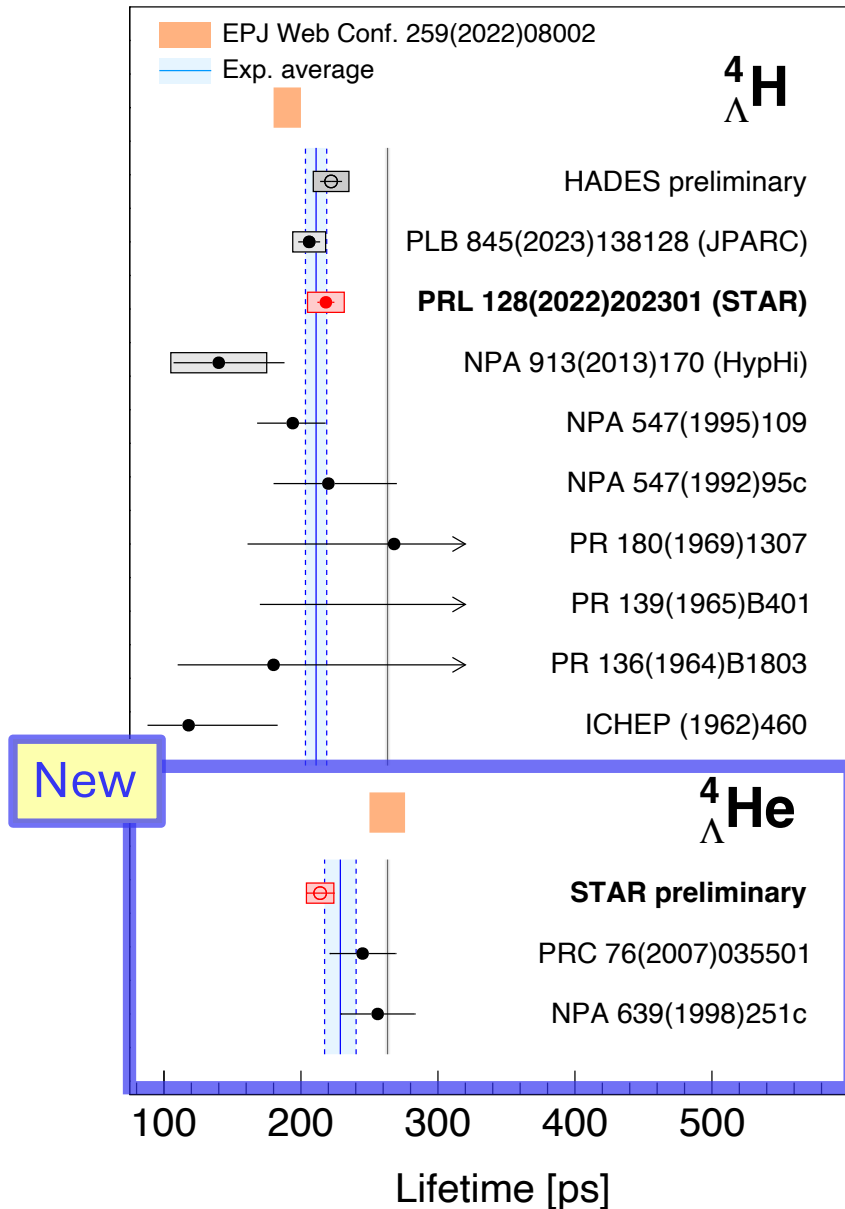 EPJ Web Conf. 259(2022)08002
Exp. average
4
ΛH
HADES preliminary
PLB 845(2023)138128 (JPARC)
PRL 128(2022)202301 (STAR)
NPA 913(2013)170 (HypHi)
NPA 547(1995)109
NPA 547(1992)95c
PR 180(1969)1307
PR 139(1965)B401
PR 136(1964)B1803
ICHEP (1962)460
New
4
ΛHe
STAR preliminary
PRC 76(2007)035501
NPA 639(1998)251c
100 200 300 400 500
Lifetime [ps]